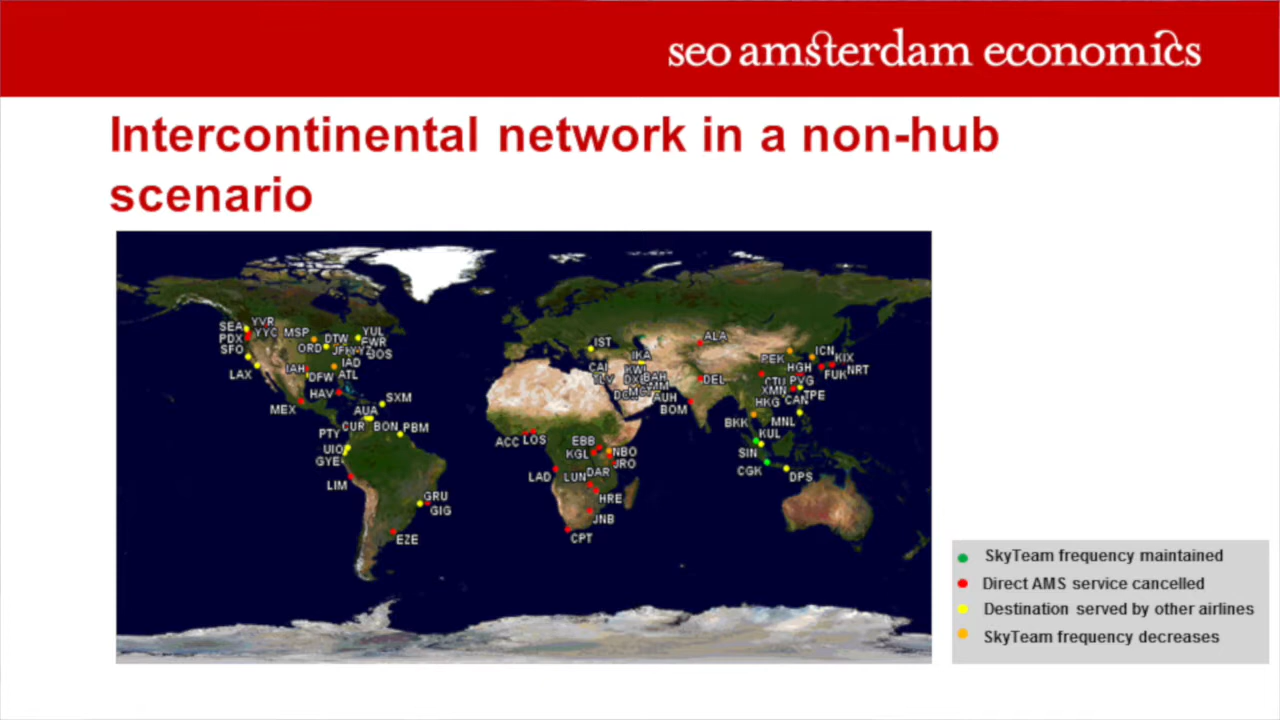 seo amsterdam economics
Intercontinental network in a non-hub
scenario
SEA YVR
PDX YYC MSP DTW YUL
SFO ORD EWR
BOS
LAX IAH IAD
DFW ATL
HAV
MEX SXM
AUA
CUR BON PBM
PTY
UIO
GYE
LIM
GRU
GIG
EZE
IST
CAI IKA
KWI
BAH
AUH
BOM
DEL
ALA
ACC LOS
EBB
KGL NBO
JRO
LAD LUN DAR
HRE
JNB
CPT
PEK ICN KIX
HGH FUK NRT
CTU PVG
XMN TPE
HKG CAN
BKK MNL
KUL
SIN
CGK DPS
SkyTeam frequency maintained
Direct AMS service cancelled
Destination served by other airlines
SkyTeam frequency decreases